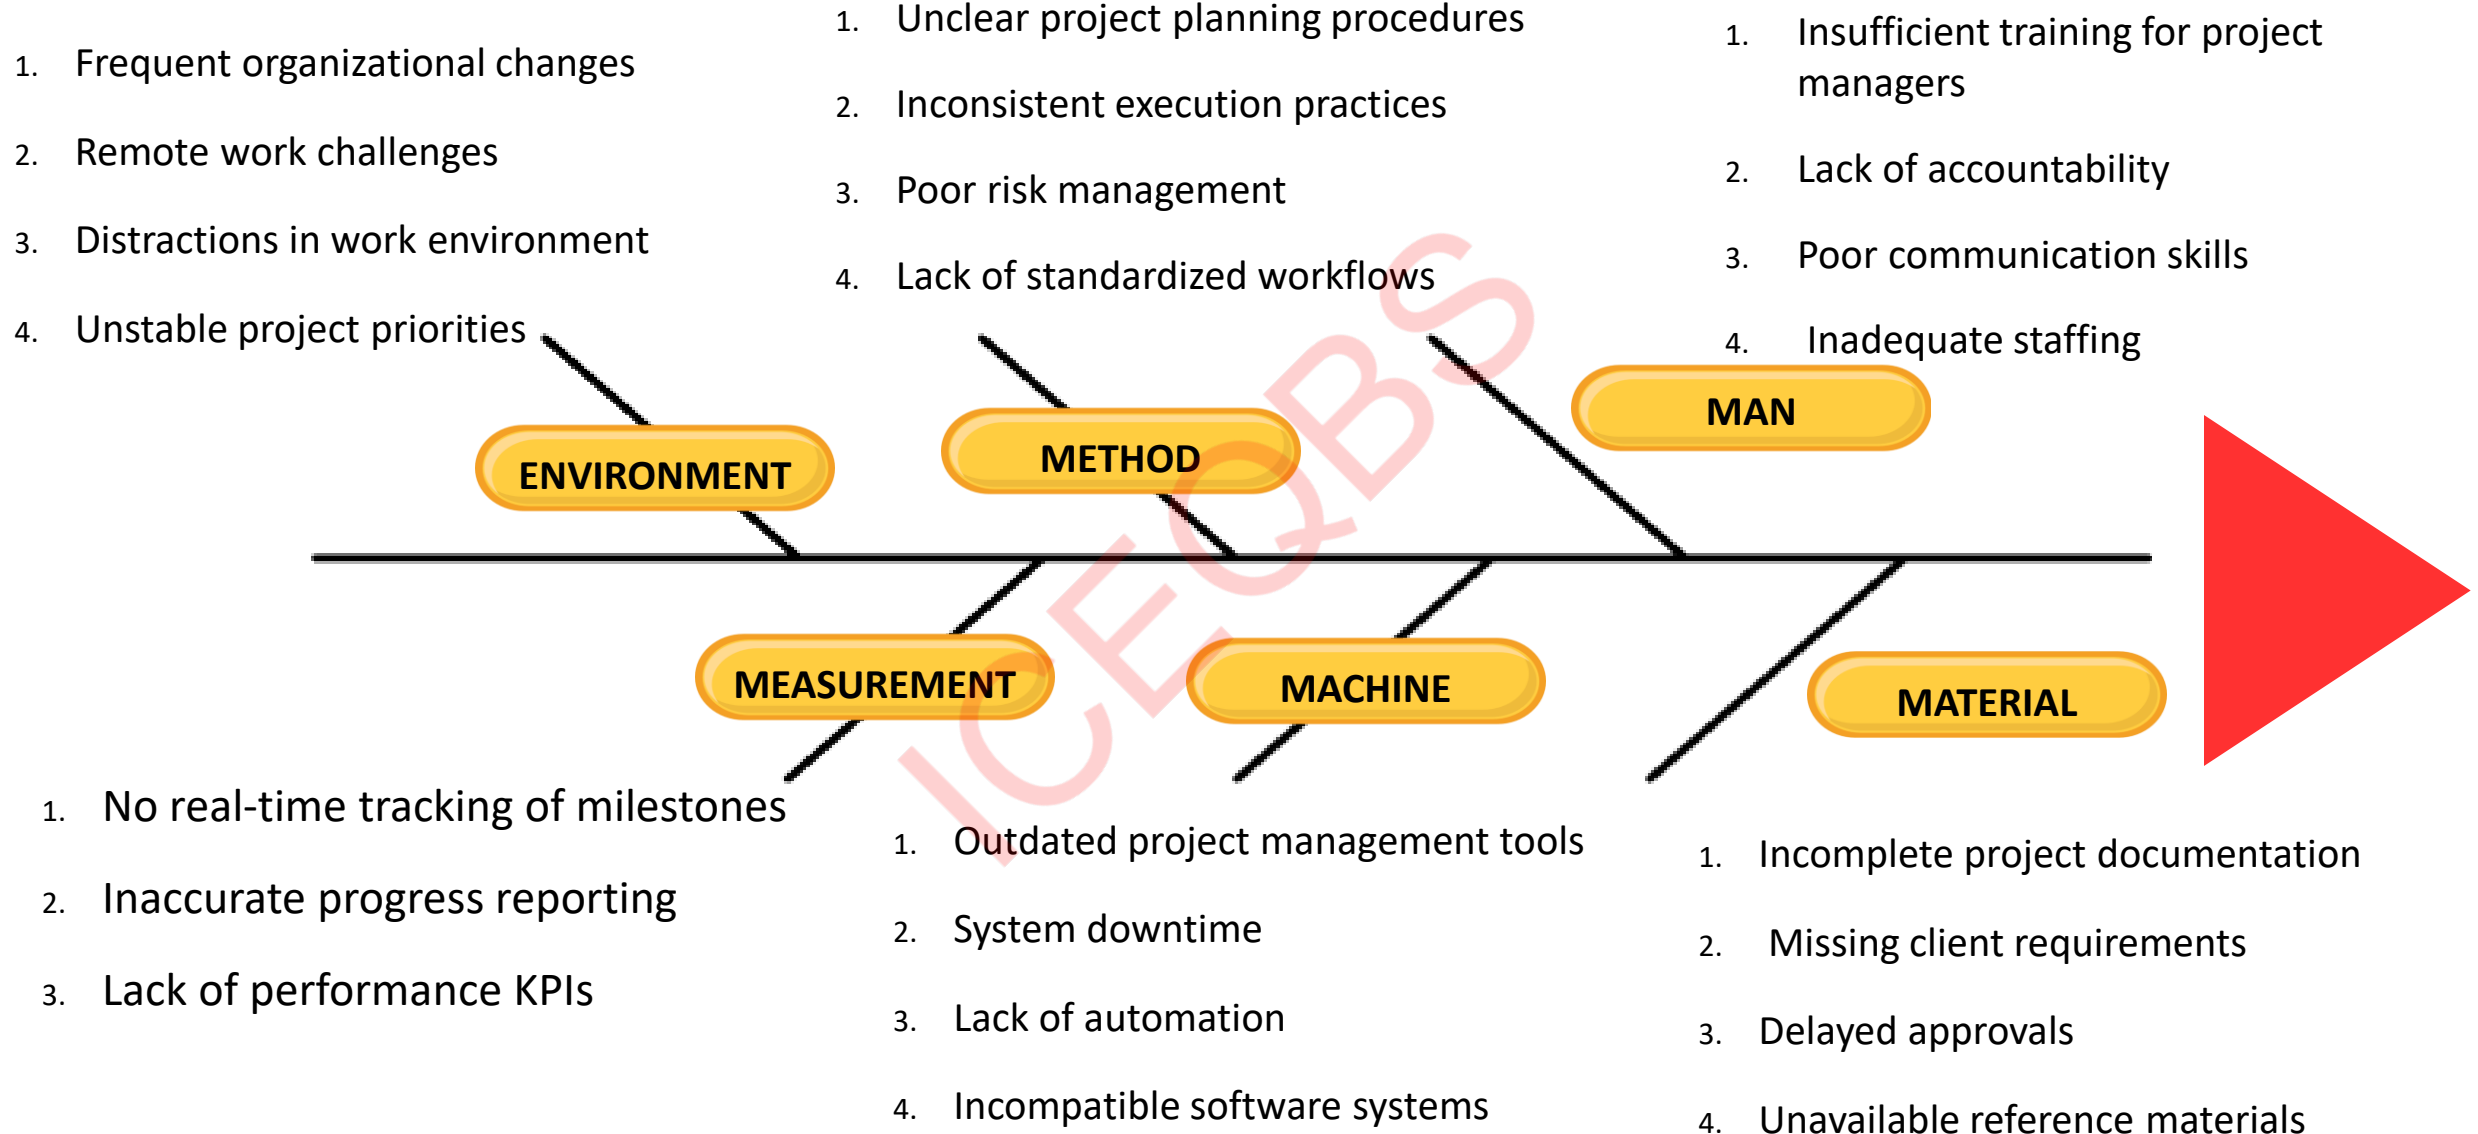 1. Frequent organizational changes
2. Remote work challenges
3. Distractions in work environment
4. Unstable project priorities
1. Unclear project planning procedures
2. Inconsistent execution practices
3. Poor risk management
4. Lack of standardized workflows
1. Insufficient training for project
managers
2. Lack of accountability
3. Poor communication skills
4. Inadequate staffing
ENVIRONMENT
METHOD
MAN
MEASUREMENT
MACHINE
MATERIAL
ICEQBS
1. No real-time tracking of milestones
2. Inaccurate progress reporting
3. Lack of performance KPIs
1. Outdated project management tools
2. System downtime
3. Lack of automation
4. Incompatible software systems
1. Incomplete project documentation
2. Missing client requirements
3. Delayed approvals
4. Unavailable reference materials